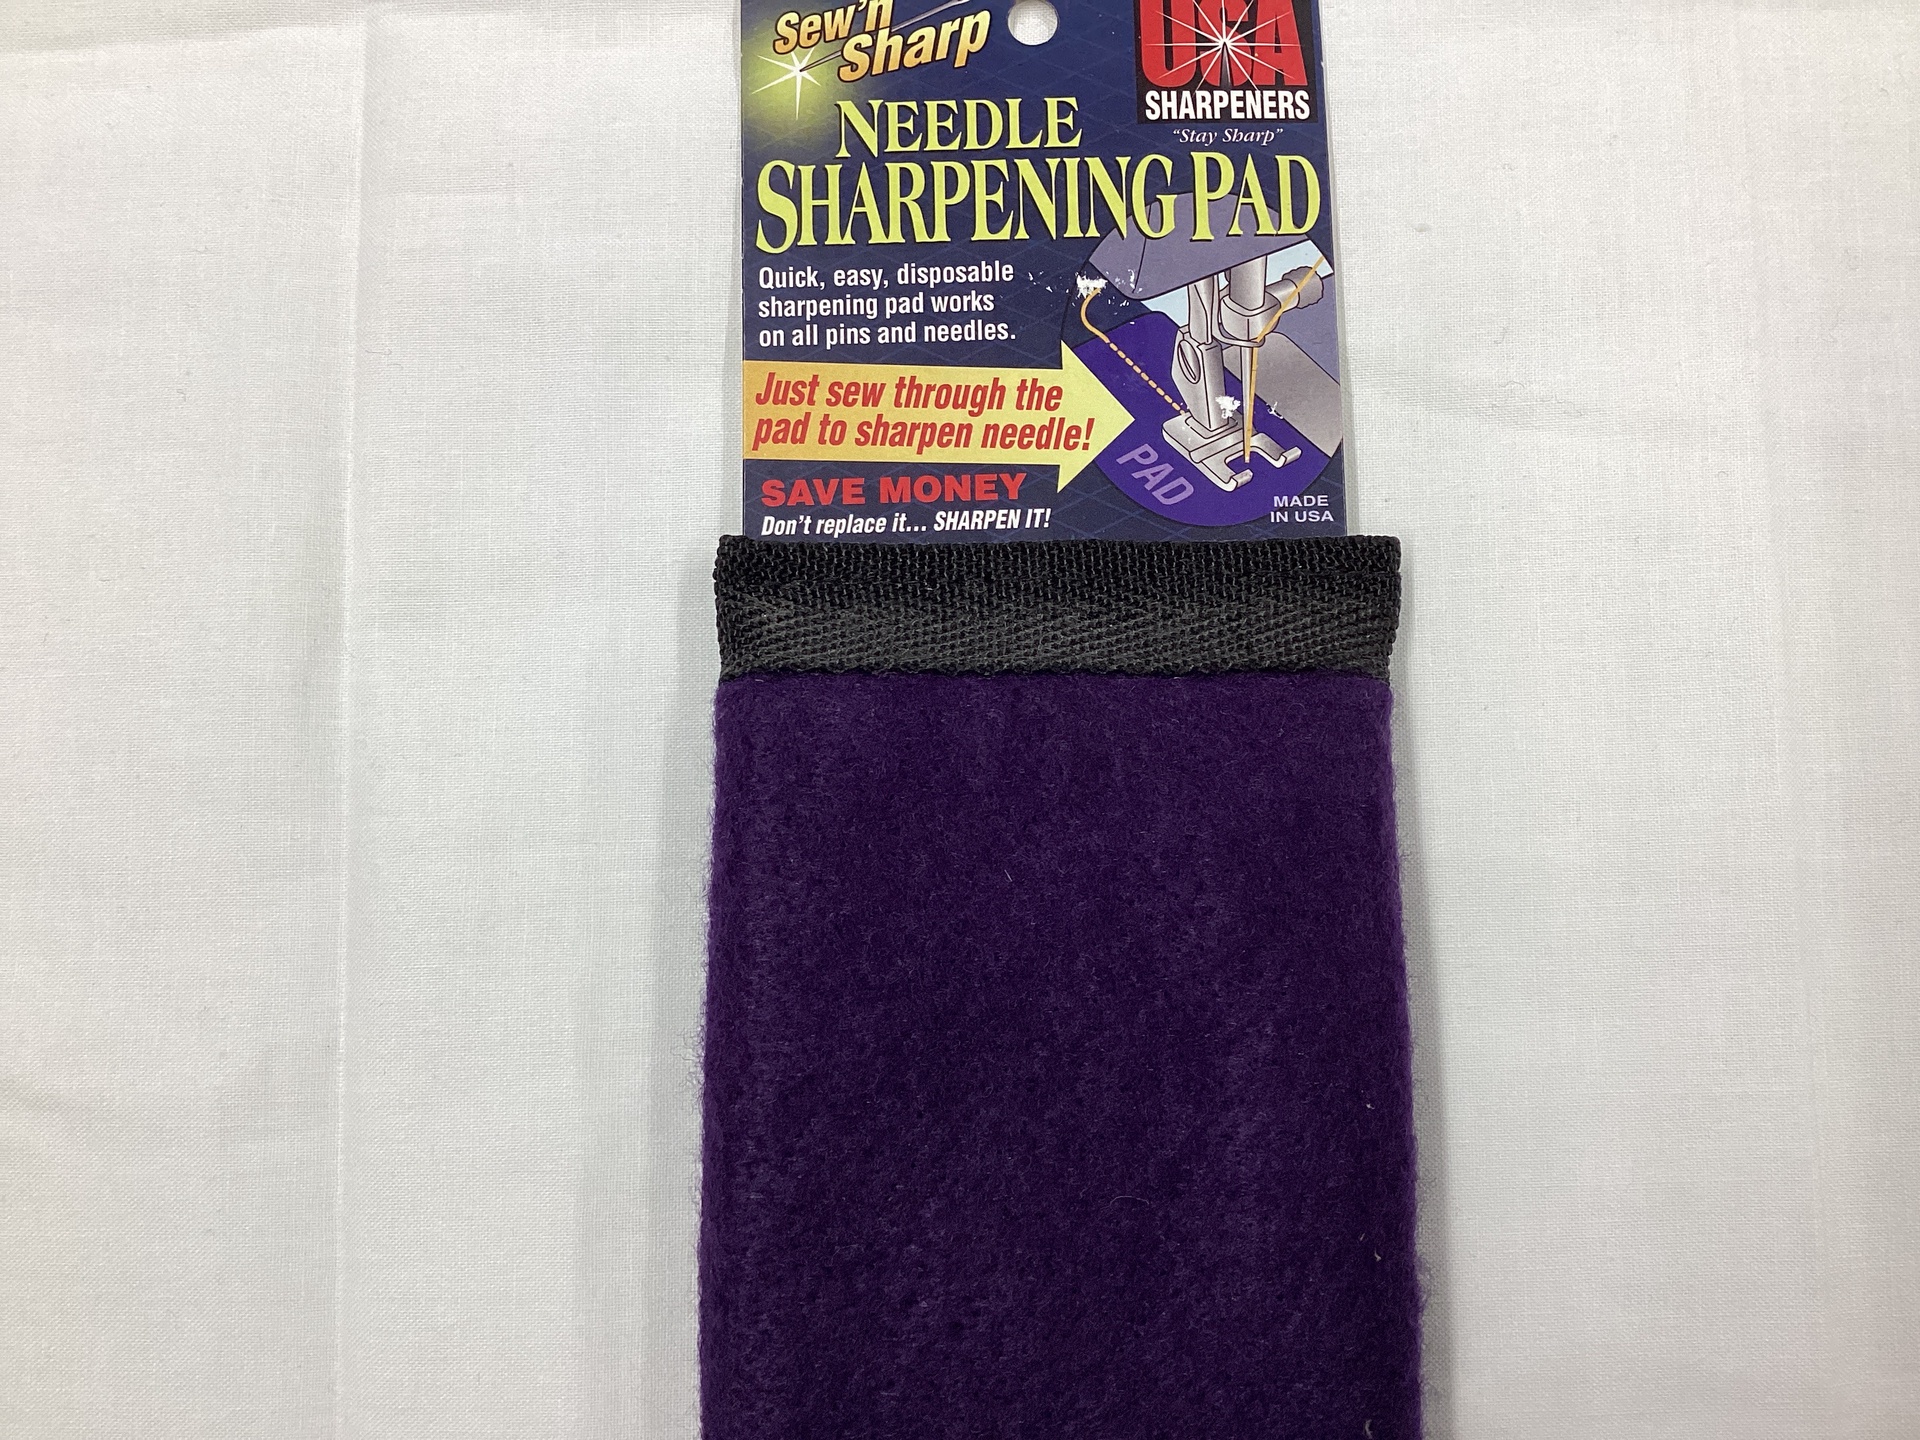 Sew'n
Sharp
USA
SHARPENERS
"Stay Sharp"
NEEDLE
SHARPENING PAD
Quick, easy, disposable
sharpening pad works
on all pins and needles.
Just sew through the
pad to sharpen needle!
PAD
SAVE MONEY
Don't replace it... SHARPEN IT!
MADE
IN USA